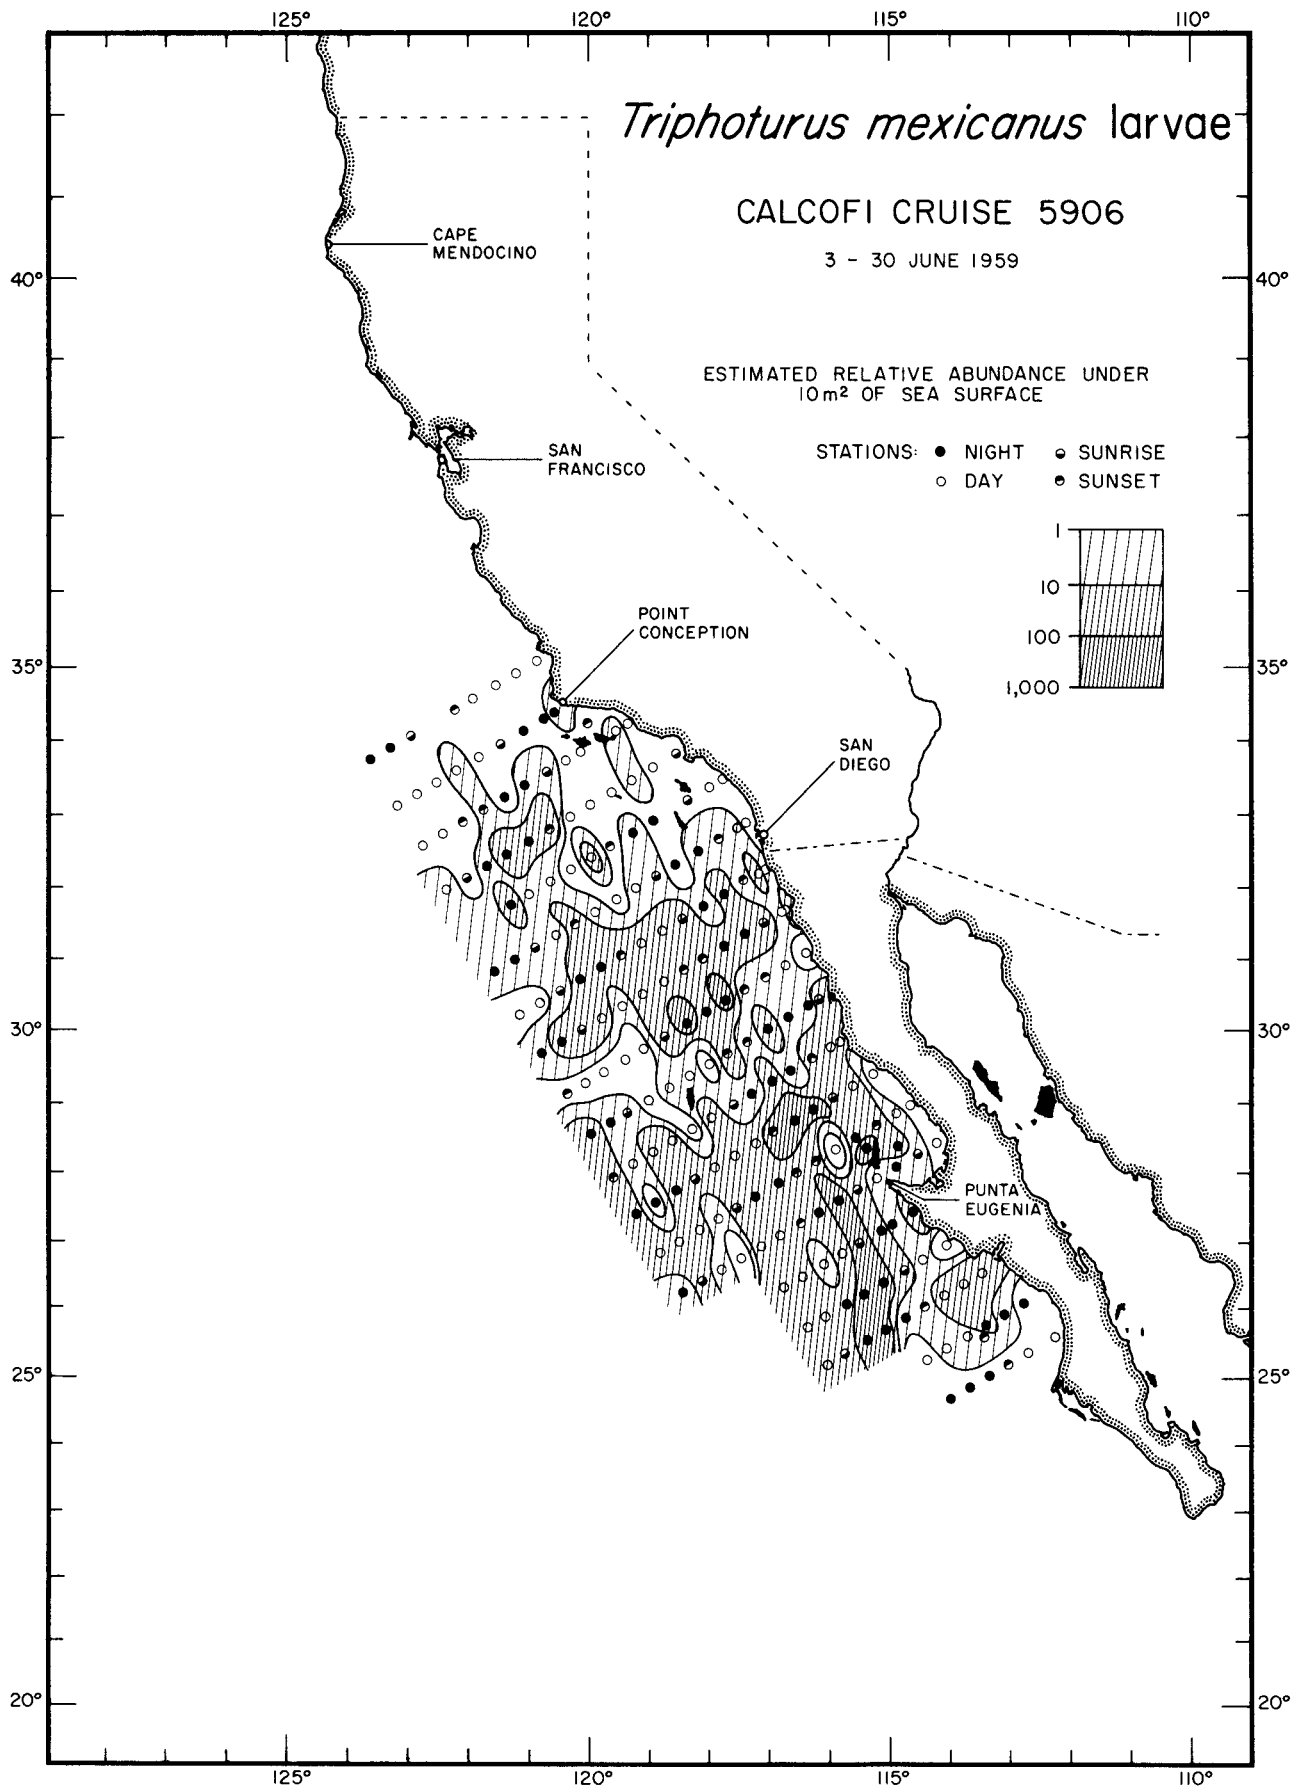 125° 120° 115° 110°
Triphoturus mexicanus larvae
CALCOFI CRUISE 5906
3 - 30 JUNE 1959
CAPE
MENDOCINO
40° 40°
ESTIMATED RELATIVE ABUNDANCE UNDER
10m² OF SEA SURFACE
STATIONS: NIGHT SUNRISE
DAY SUNSET
SAN
FRANCISCO
1
10
100
1,000
POINT
CONCEPTION
35° 35°
SAN
DIEGO
30° 30°
PUNTA
EUGENIA
25° 25°
20° 20°
125° 120° 115° 110°